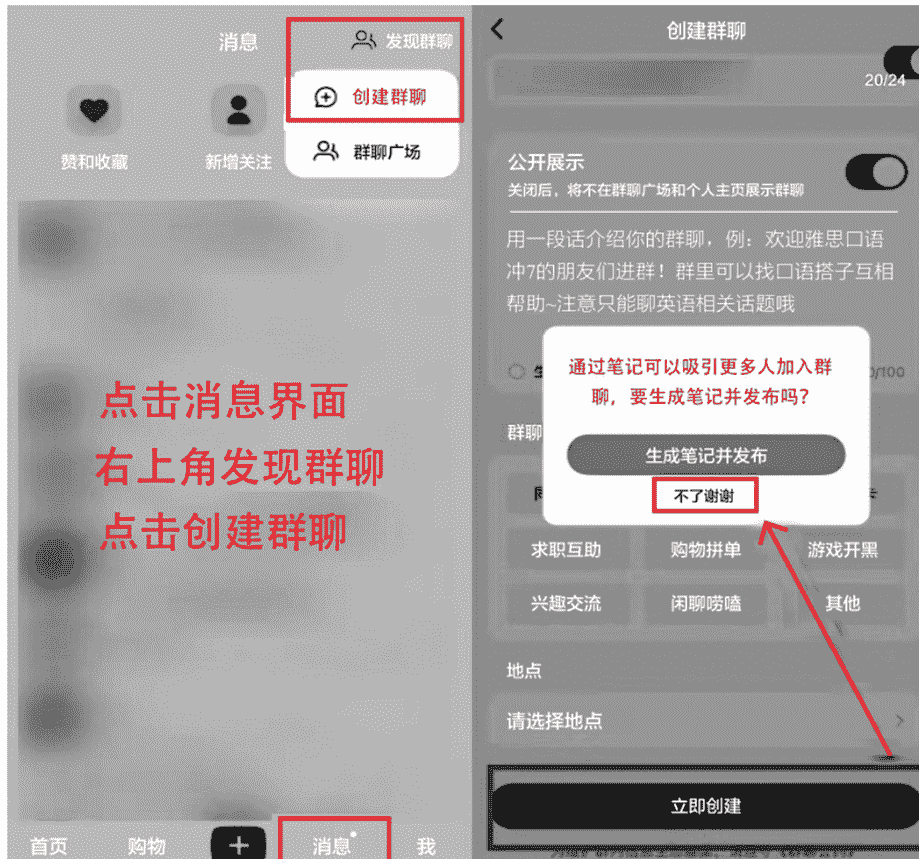 消息
发现群聊
创建群聊
群聊广场
赞和收藏
新增关注
点击消息界面
右上角发现群聊
点击创建群聊
首页
购物
消息
我
创建群聊
20/24
公开展示
关闭后，将不在群聊广场和个人主页展示群聊
用一段话介绍你的群聊，例：欢迎雅思口语
冲7的朋友们进群！群里可以找口语搭子互相
帮助~注意只能聊英语相关话题哦
/100
通过笔记可以吸引更多人加入群
聊，要生成笔记并发布吗？
生成笔记并发布
不了谢谢
群聊
求职互助
购物拼单
游戏开黑
兴趣交流
闲聊唠嗑
其他
地点
请选择地点
立即创建